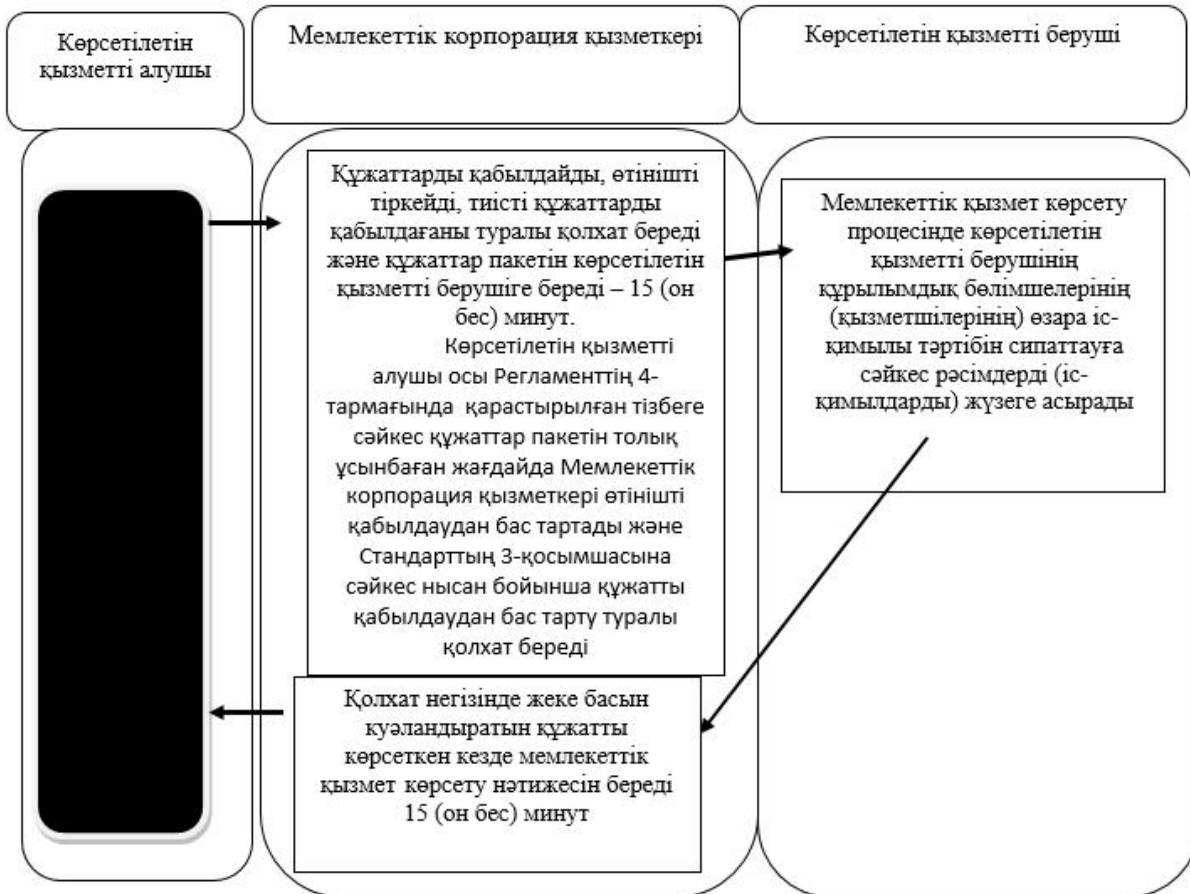 Көрсетілетін
қызметті алушы
Мемлекеттік корпорация қызметкері
Көрсетілетін қызметті беруші
Құжаттарды қабылдайды, өтінішті
тіркейді, тиісті құжаттарды
қабылдағаны туралы қолхат береді
және құжаттар пакетін көрсетілетін
қызметті берушіге береді – 15 (он
бес) минут.
Көрсетілетін қызметті
алушы осы Регламенттің 4-
тармағында қарастырылған тізбеге
сәйкес құжаттар пакетін толық
ұсынбаған жағдайда Мемлекеттік
корпорация қызметкері өтінішті
қабылдаудан бас тартады және
Стандарттың 3-қосымшасына
сәйкес нысан бойынша құжатты
қабылдаудан бас тарту туралы
қолхат береді
Мемлекеттік қызмет көрсету
процесінде көрсетілетін
қызметті берушінің
құрылымдық бөлімшелерінің
(қызметшілерінің) өзара іс-
қимылы тәртібін сипаттауға
сәйкес рәсімдерді (іс-
қимылдарды) жүзеге асырады
Қолхат негізінде жеке басын
куәландыратын құжатты
көрсеткен кезде мемлекеттік
қызмет көрсету нәтижесін береді
15 (он бес) минут